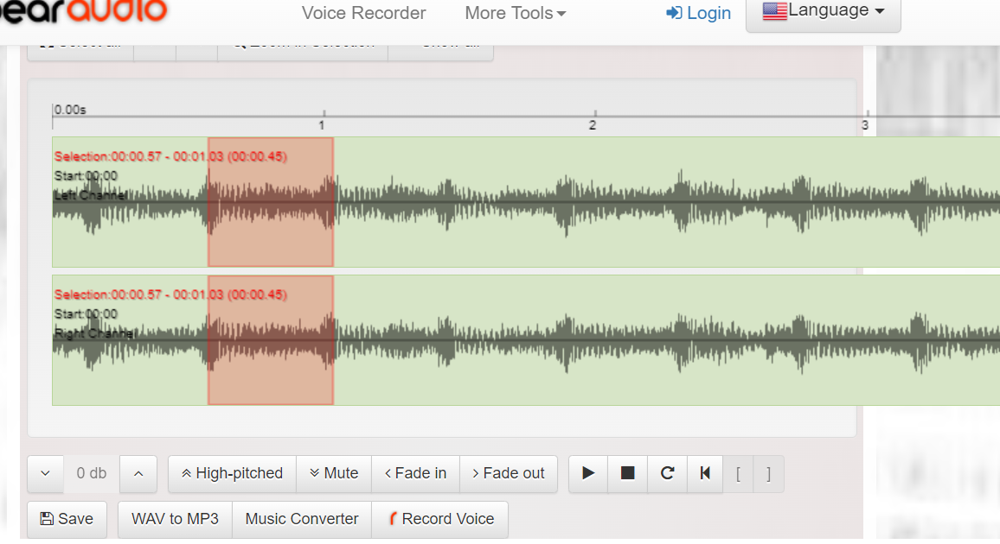 Voice Recorder More Tools Login Language
Zoom In Selection
0.00s
1 2 3
Selection:00:00.57 - 00:01.03 (00:00.45)
Start:00:00
Left Channel
Selection:00:00.57 - 00:01.03 (00:00.45)
Start:00:00
Right Channel
0 db High-pitched Mute Fade in Fade out [ ]
Save WAV to MP3 Music Converter Record Voice